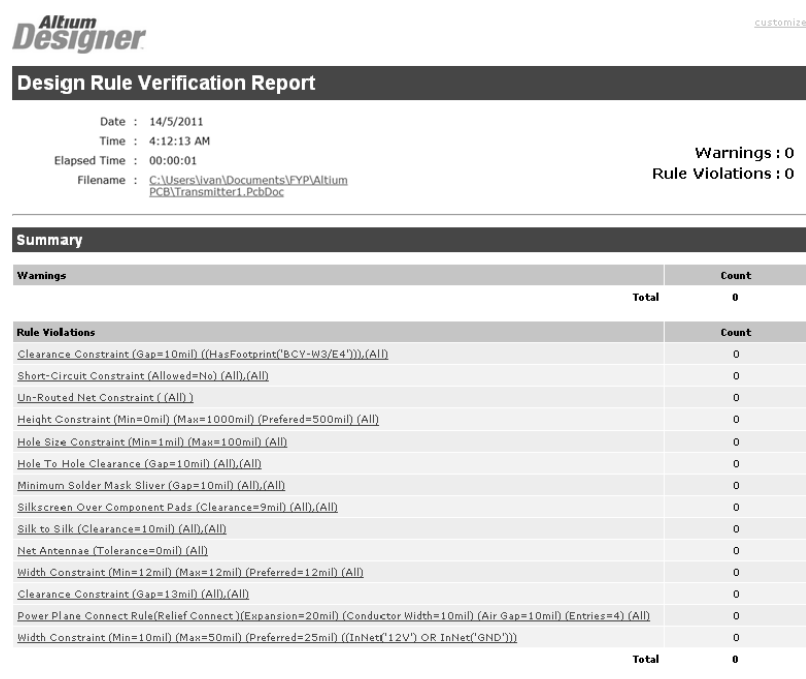 Altium
Designer
customize
Design Rule Verification Report
Date : 14/5/2011
Time : 4:12:13 AM
Elapsed Time : 00:00:01
Filename : C:\Users\ivan\Documents\FYP\Altium
PCB\Transmitter1.PcbDoc
Warnings : 0
Rule Violations : 0
Summary
Warnings Count
Total 0
Rule Violations Count
Clearance Constraint (Gap=10mil) ((HasFootprint('BCY-W3/E4'))),(All) 0
Short-Circuit Constraint (Allowed=No) (All),(All) 0
Un-Routed Net Constraint ( (All) ) 0
Height Constraint (Min=0mil) (Max=1000mil) (Prefered=500mil) (All) 0
Hole Size Constraint (Min=1mil) (Max=100mil) (All) 0
Hole To Hole Clearance (Gap=10mil) (All),(All) 0
Minimum Solder Mask Sliver (Gap=10mil) (All),(All) 0
Silkscreen Over Component Pads (Clearance=9mil) (All),(All) 0
Silk to Silk (Clearance=10mil) (All),(All) 0
Net Antennae (Tolerance=0mil) (All) 0
Width Constraint (Min=12mil) (Max=12mil) (Preferred=12mil) (All) 0
Clearance Constraint (Gap=13mil) (All),(All) 0
Power Plane Connect Rule(Relief Connect )(Expansion=20mil) (Conductor Width=10mil) (Air Gap=10mil) (Entries=4) (All) 0
Width Constraint (Min=10mil) (Max=50mil) (Preferred=25mil) ((InNet('12V') OR InNet('GND'))) 0
Total 0